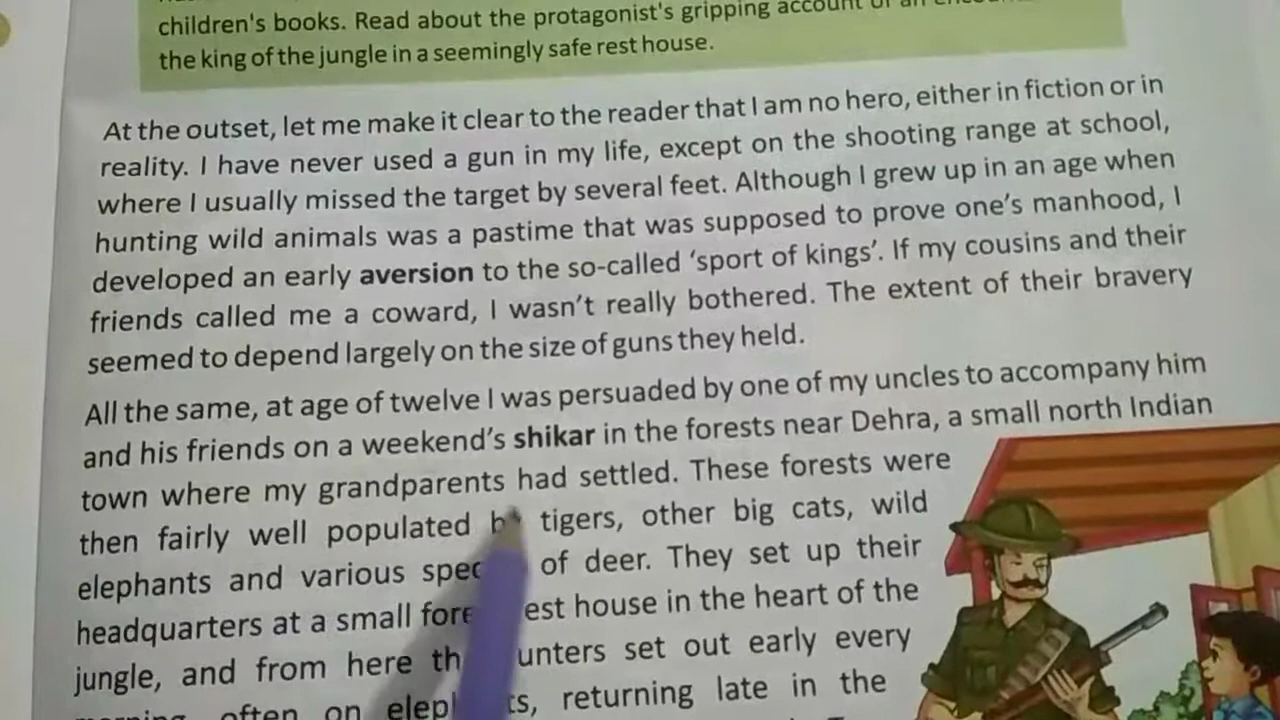 children's books. Read about the protagonist's gripping account of an
the king of the jungle in a seemingly safe rest house.
At the outset, let me make it clear to the reader that I am no hero, either in fiction or in
reality. I have never used a gun in my life, except on the shooting range at school,
where I usually missed the target by several feet. Although I grew up in an age when
hunting wild animals was a pastime that was supposed to prove one's manhood, I
developed an early aversion to the so-called 'sport of kings'. If my cousins and their
friends called me a coward, I wasn't really bothered. The extent of their bravery
seemed to depend largely on the size of guns they held.
All the same, at age of twelve I was persuaded by one of my uncles to accompany him
and his friends on a weekend's shikar in the forests near Dehra, a small north Indian
town where my grandparents had settled. These forests were
then fairly well populated tigers, other big cats, wild
elephants and various of deer. They set up their
headquarters at a small house in the heart of the
jungle, and from here set out early every
often on returning late in the